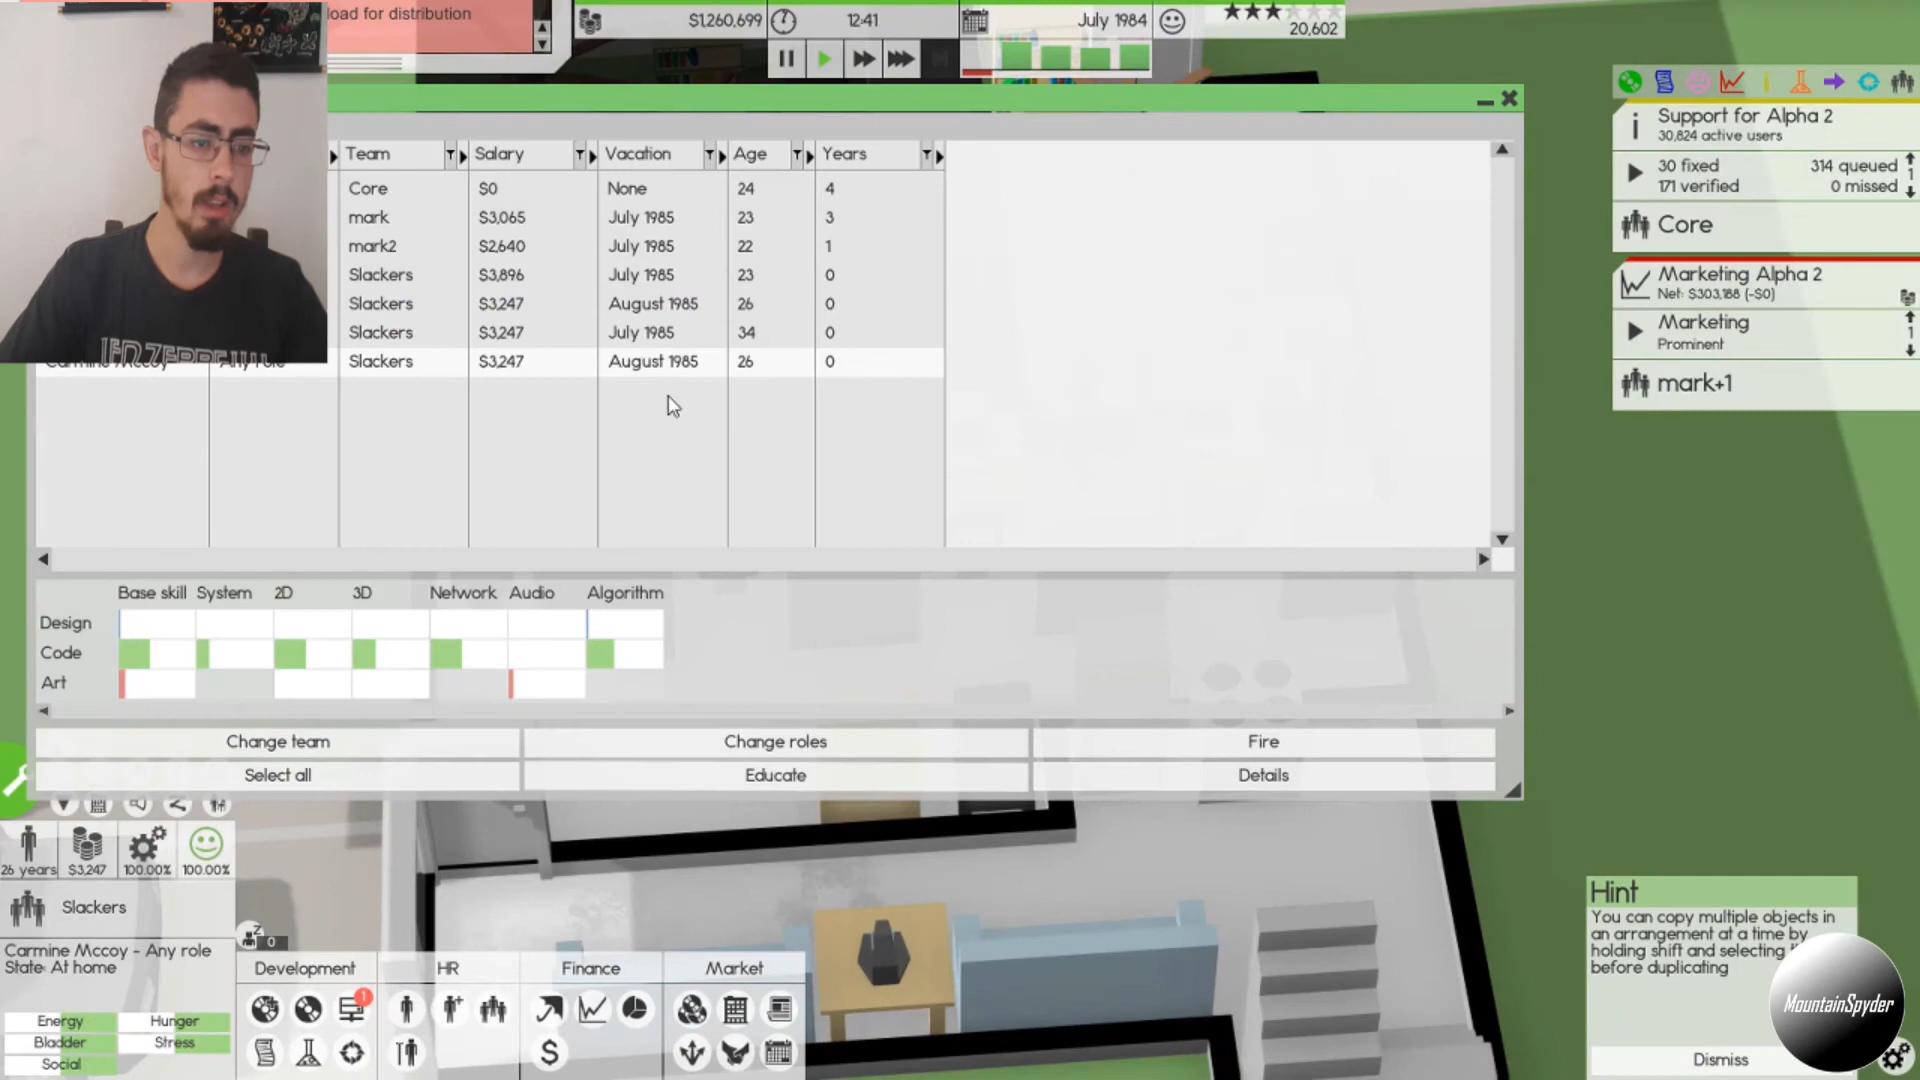 load for distribution
$1,260,699
12:41
July 1984
20,602
Team Salary Vacation Age Years
Core $0 None 24 4
mark $3,065 July 1985 23 3
mark2 $2,640 July 1985 22 1
Slackers $3,896 July 1985 23 0
Slackers $3,247 August 1985 26 0
Slackers $3,247 July 1985 34 0
Carmine Mccoy Any role Slackers $3,247 August 1985 26 0
Base skill System 2D 3D Network Audio Algorithm
Design
Code
Art
Change team Change roles Fire
Select all Educate Details
Support for Alpha 2
30,824 active users
30 fixed 314 queued
171 verified 0 missed
1
Core
Marketing Alpha 2
Net: $303,188 (-$0)
Marketing
Prominent
1
mark+1
26 years $3,247 100.00% 100.00%
Slackers
Carmine Mccoy - Any role
State: At home
Energy Hunger
Bladder Stress
Social
Z
0
Development HR Finance Market
1
$
Hint
You can copy multiple objects in
an arrangement at a time by
holding shift and selecting
before duplicating
Dismiss
MountainSpyder